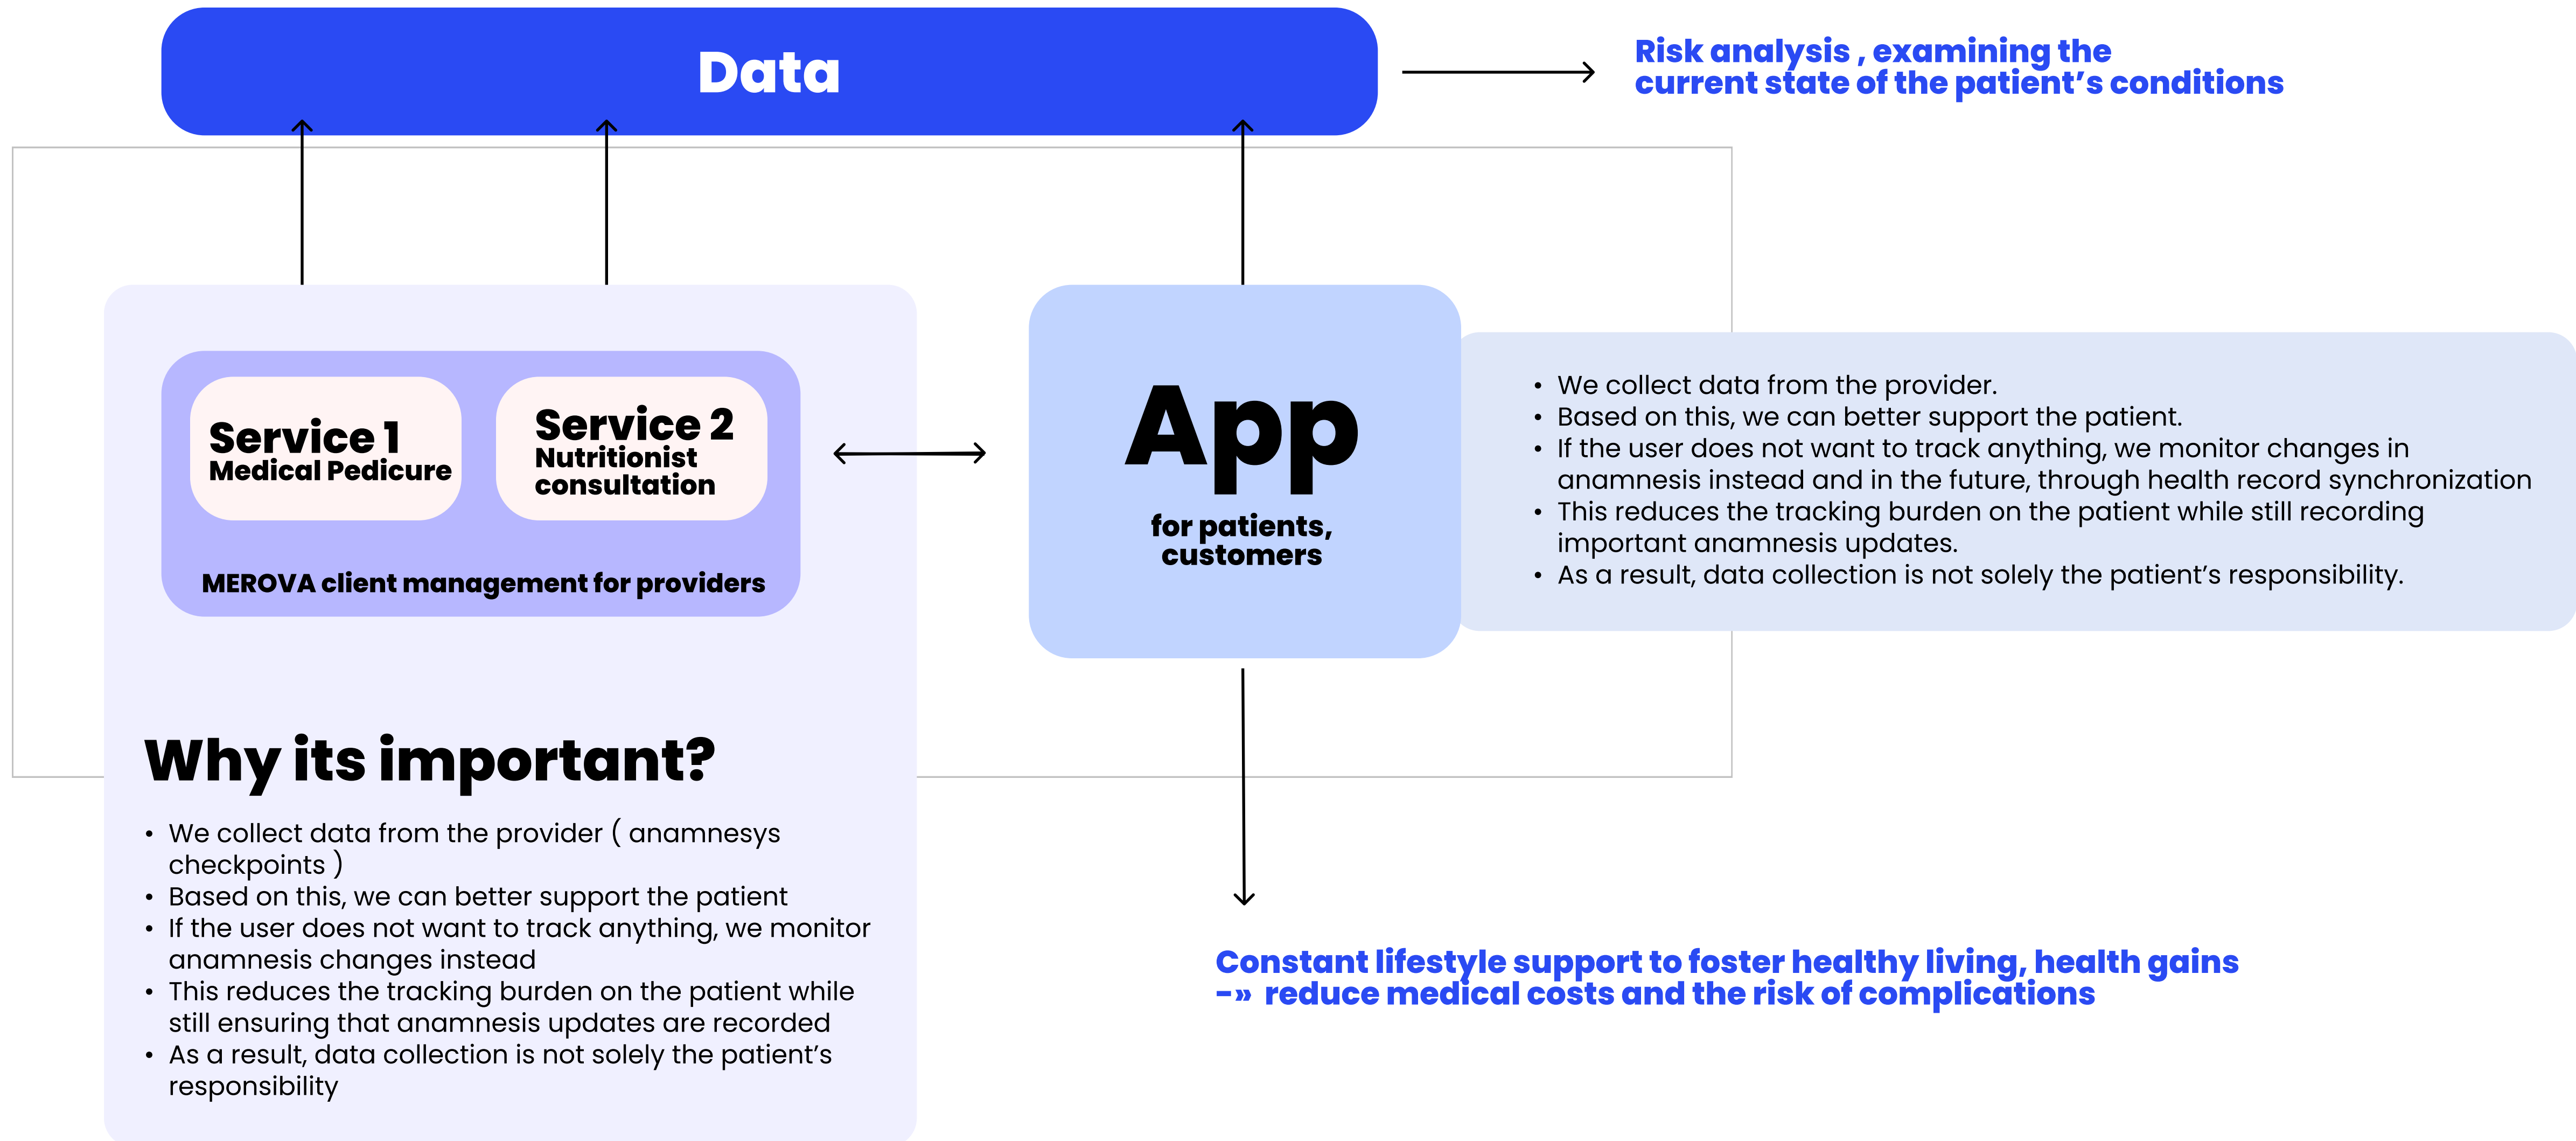 Data
Risk analysis , examining the
current state of the patient's conditions
Service 1
Medical Pedicure
Service 2
Nutritionist
consultation
MEROVA client management for providers
App
for patients,
customers
• We collect data from the provider.
• Based on this, we can better support the patient.
• If the user does not want to track anything, we monitor changes in
anamnesis instead and in the future, through health record synchronization
• This reduces the tracking burden on the patient while still recording
important anamnesis updates.
• As a result, data collection is not solely the patient's responsibility.
Why its important?
• We collect data from the provider ( anamnesys
checkpoints )
• Based on this, we can better support the patient
• If the user does not want to track anything, we monitor
anamnesis changes instead
• This reduces the tracking burden on the patient while
still ensuring that anamnesis updates are recorded
• As a result, data collection is not solely the patient's
responsibility
Constant lifestyle support to foster healthy living, health gains
-» reduce medical costs and the risk of complications